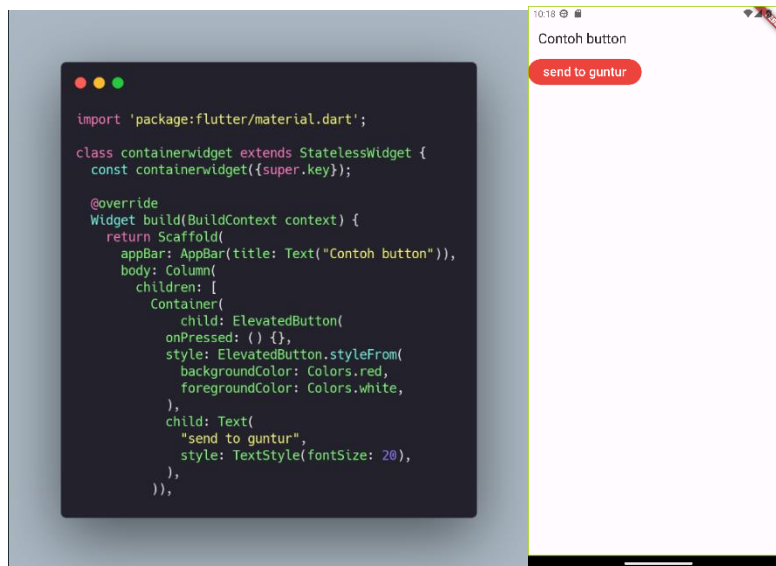 import 'package:flutter/material.dart';
class containerwidget extends StatelessWidget {
const containerwidget({super.key});
@override
Widget build(BuildContext context) {
return Scaffold(
appBar: AppBar(title: Text("Contoh button")),
body: Column(
children: [
Container(
child: ElevatedButton(
onPressed: () {},
style: ElevatedButton.styleFrom(
backgroundColor: Colors.red,
foregroundColor: Colors.white,
),
child: Text(
"send to guntur",
style: TextStyle(fontSize: 20),
),
)),
10:18
Contoh button
send to guntur